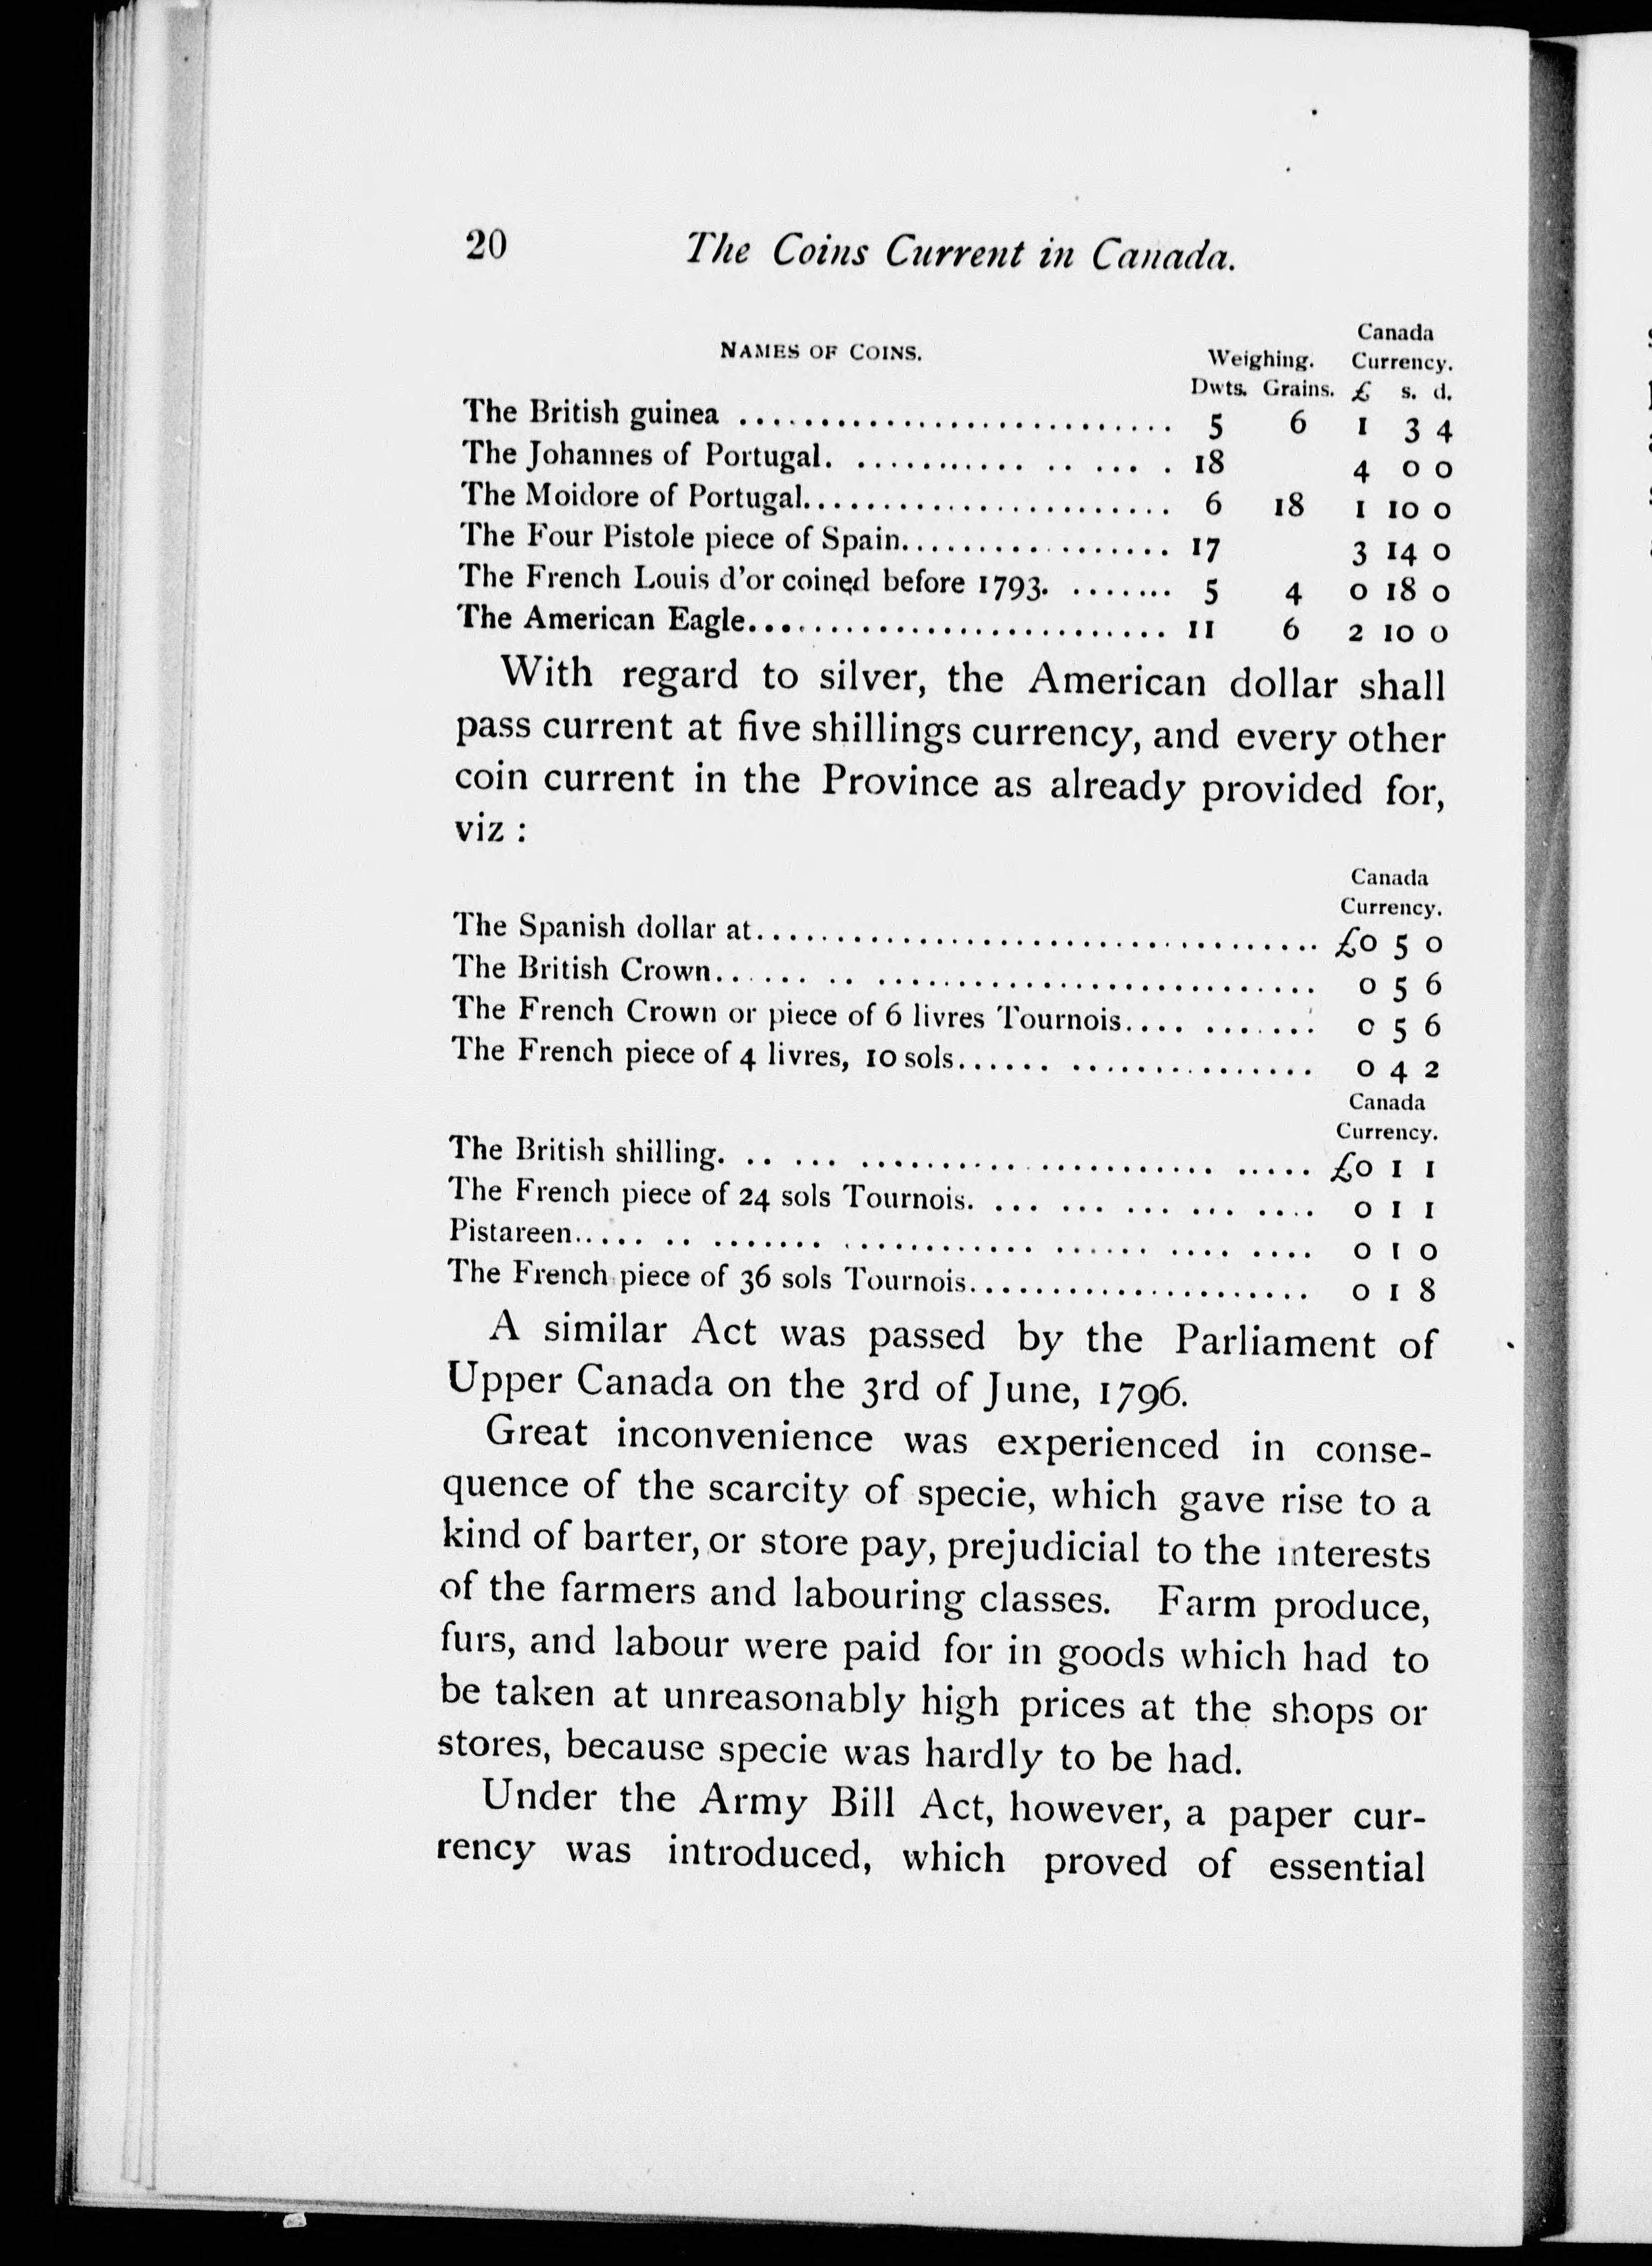 20 The Coins Current in Canada.
Canada
NAMES OF COINS. Weighing. Currency.
Dwts. Grains. £ s. d.
The British guinea ............................ 5 6 1 3 4
The Johannes of Portugal. ........... .. ... . 18 4 0 0
The Moidore of Portugal........................ 6 18 1 10 0
The Four Pistole piece of Spain................. 17 3 14 0
The French Louis d'or coined before 1793. ....... 5 4 0 18 0
The American Eagle........................... 11 6 2 10 0
With regard to silver, the American dollar shall
pass current at five shillings currency, and every other
coin current in the Province as already provided for,
viz :
Canada
Currency.
The Spanish dollar at.................................... £0 5 0
The British Crown...... .. ............................ 0 5 6
The French Crown or piece of 6 livres Tournois.... ....... 0 5 6
The French piece of 4 livres, 10 sols...... ............... 0 4 2
Canada
Currency.
The British shilling. .. ... ...................... ..... £0 1 1
The French piece of 24 sols Tournois. ... ... ... ... .... 0 1 1
Pistareen..... .. ....... ............ ...... .... .... 0 1 0
The French piece of 36 sols Tournois...................... 0 1 8
A similar Act was passed by the Parliament of
Upper Canada on the 3rd of June, 1796.
Great inconvenience was experienced in conse-
quence of the scarcity of specie, which gave rise to a
kind of barter, or store pay, prejudicial to the interests
of the farmers and labouring classes. Farm produce,
furs, and labour were paid for in goods which had to
be taken at unreasonably high prices at the shops or
stores, because specie was hardly to be had.
Under the Army Bill Act, however, a paper cur-
rency was introduced, which proved of essential